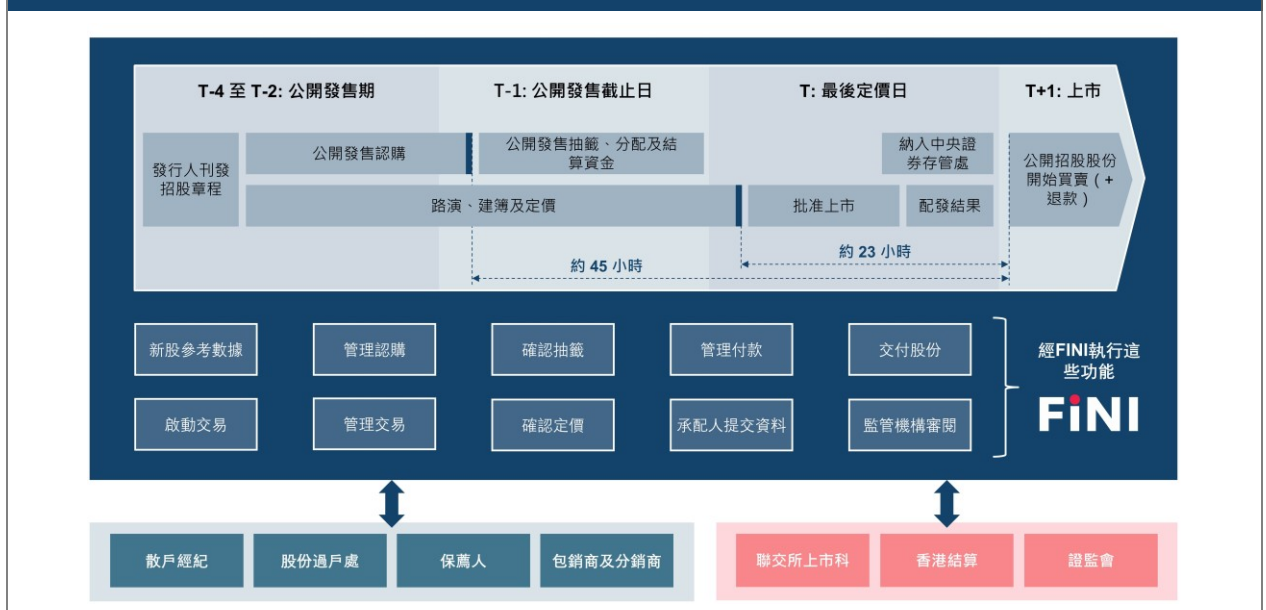 T-4 至 T-2: 公開發售期
T-1: 公開發售截止日
T: 最後定價日
T+1: 上市
發行人刊發
招股章程
公開發售認購
公開發售抽籤、分配及結
算資金
納入中央證
券存管處
公開招股股份
開始買賣（+
退款）
路演、建簿及定價
批准上市
配發結果
約 45 小時
約 23 小時
新股參考數據
管理認購
確認抽籤
管理付款
交付股份
啟動交易
管理交易
確認定價
承配人提交資料
監管機構審閱
經FINI執行這
些功能
FiNI
散戶經紀
股份過戶處
保薦人
包銷商及分銷商
聯交所上市科
香港結算
證監會